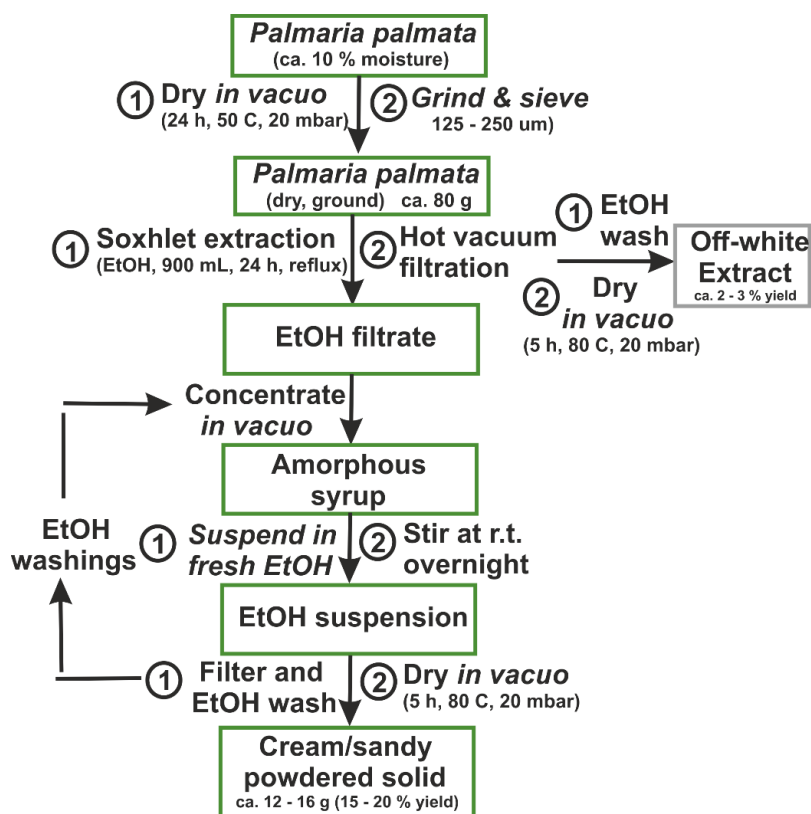 Palmaria palmata
(ca. 10 % moisture)
1 Dry in vacuo
(24 h, 50 C, 20 mbar)
2 Grind & sieve
125 - 250 um)
Palmaria palmata
(dry, ground) ca. 80 g
1 Soxhlet extraction
(EtOH, 900 mL, 24 h, reflux)
2 Hot vacuum
filtration
1 EtOH
wash
2 Dry
in vacuo
(5 h, 80 C, 20 mbar)
Off-white
Extract
ca. 2 - 3 % yield
EtOH filtrate
Concentrate
in vacuo
Amorphous
syrup
EtOH
washings
1 Suspend in
fresh EtOH
2 Stir at r.t.
overnight
EtOH suspension
1 Filter and
EtOH wash
2 Dry in vacuo
(5 h, 80 C, 20 mbar)
Cream/sandy
powdered solid
ca. 12 - 16 g (15 - 20 % yield)